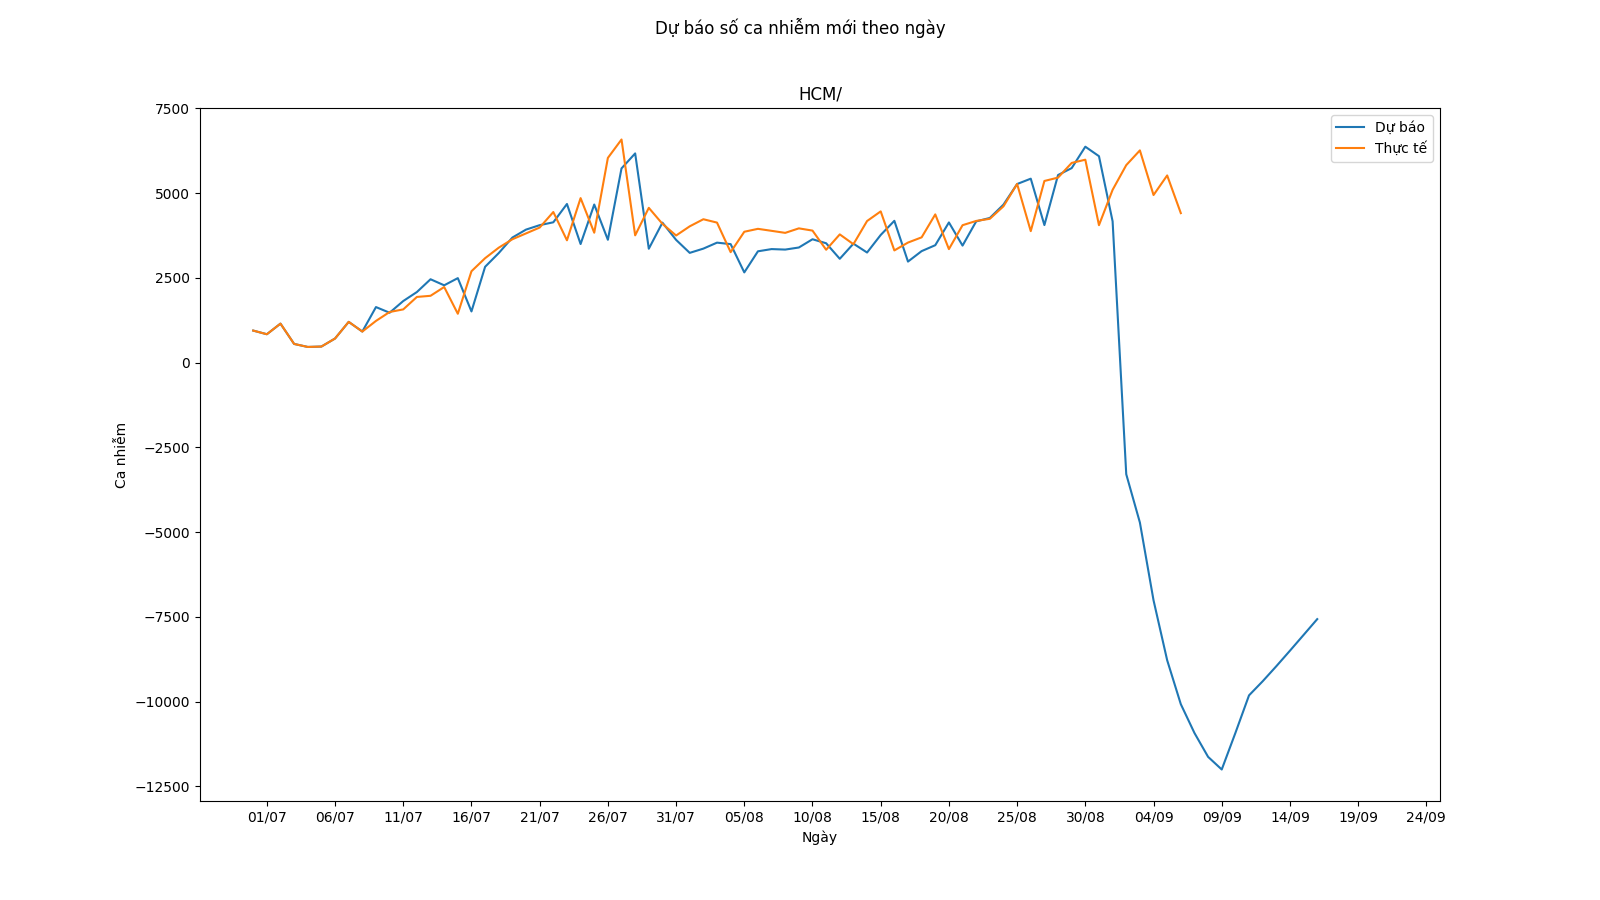 Dự báo số ca nhiễm mới theo ngày
HCM/
Dự báo
Thực tế
7500
5000
2500
0
−2500
−5000
−7500
−10000
−12500
Ca nhiễm
01/07 06/07 11/07 16/07 21/07 26/07 31/07 05/08 10/08 15/08 20/08 25/08 30/08 04/09 09/09 14/09 19/09 24/09
Ngày